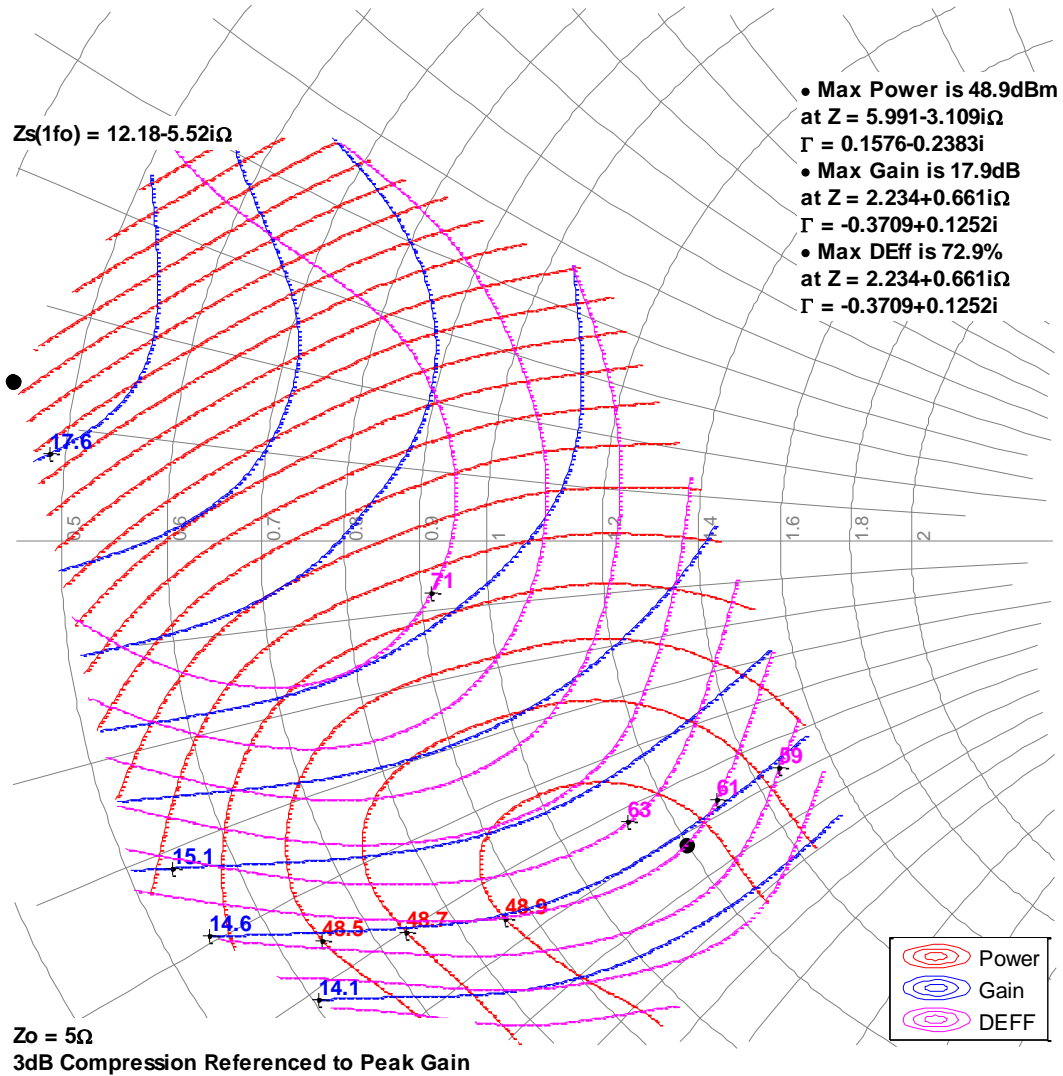 Zs(1fo) = 12.18-5.52iΩ
• Max Power is 48.9dBm
at Z = 5.991-3.109iΩ
Γ = 0.1576-0.2383i
• Max Gain is 17.9dB
at Z = 2.234+0.661iΩ
Γ = -0.3709+0.1252i
• Max DEff is 72.9%
at Z = 2.234+0.661iΩ
Γ = -0.3709+0.1252i
17.6
0.5
0.6
0.7
0.8
0.9
1
1.2
1.4
1.6
1.8
2
71
59
61
63
15.1
14.6
48.5
48.7
48.9
14.1
Power
Gain
DEFF
Zo = 5Ω
3dB Compression Referenced to Peak Gain